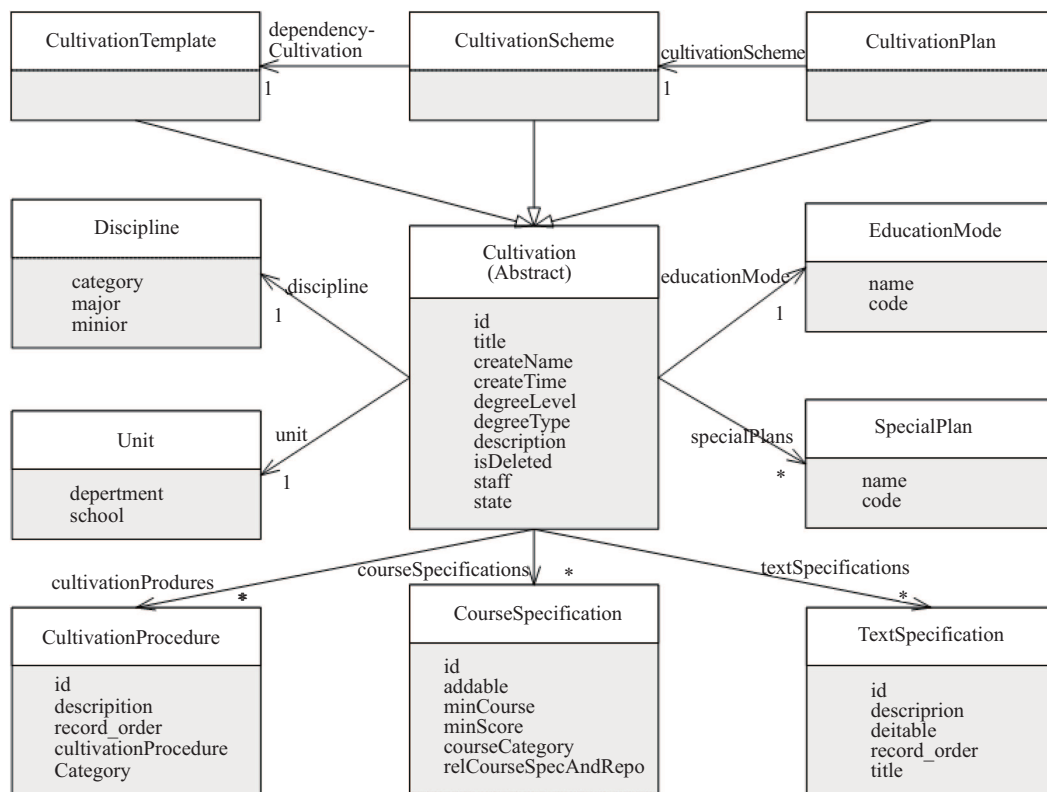 CultivationTemplate
dependency-
Cultivation
1
CultivationScheme
cultivationScheme
1
CultivationPlan
Discipline
category
major
minior
discipline
1
Cultivation
(Abstract)
id
title
createName
createTime
degreeLevel
degreeType
description
isDeleted
staff
state
educationMode
1
EducationMode
name
code
Unit
depertment
school
unit
1
specialPlans
*
SpecialPlan
name
code
cultivationProdures
*
courseSpecifications
*
textSpecifications
*
CultivationProcedure
id
descripition
record_order
cultivationProcedure
Category
CourseSpecification
id
addable
minCourse
minScore
courseCategory
relCourseSpecAndRepo
TextSpecification
id
descriprion
deitable
record_order
title